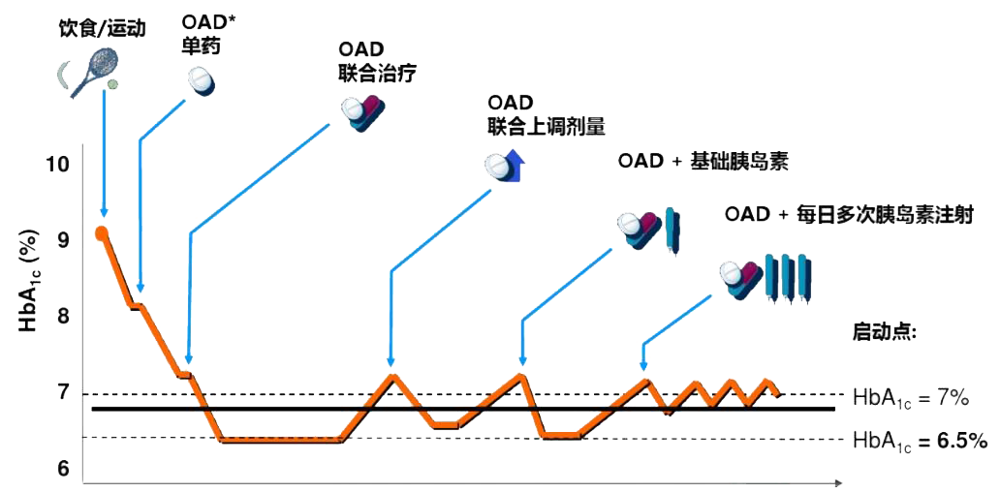 饮食/运动
OAD*
单药
OAD
联合治疗
OAD
联合上调剂量
OAD + 基础胰岛素
OAD + 每日多次胰岛素注射
10
9
8
7
6
HbA1c (%)
启动点:
HbA1c = 7%
HbA1c = 6.5%